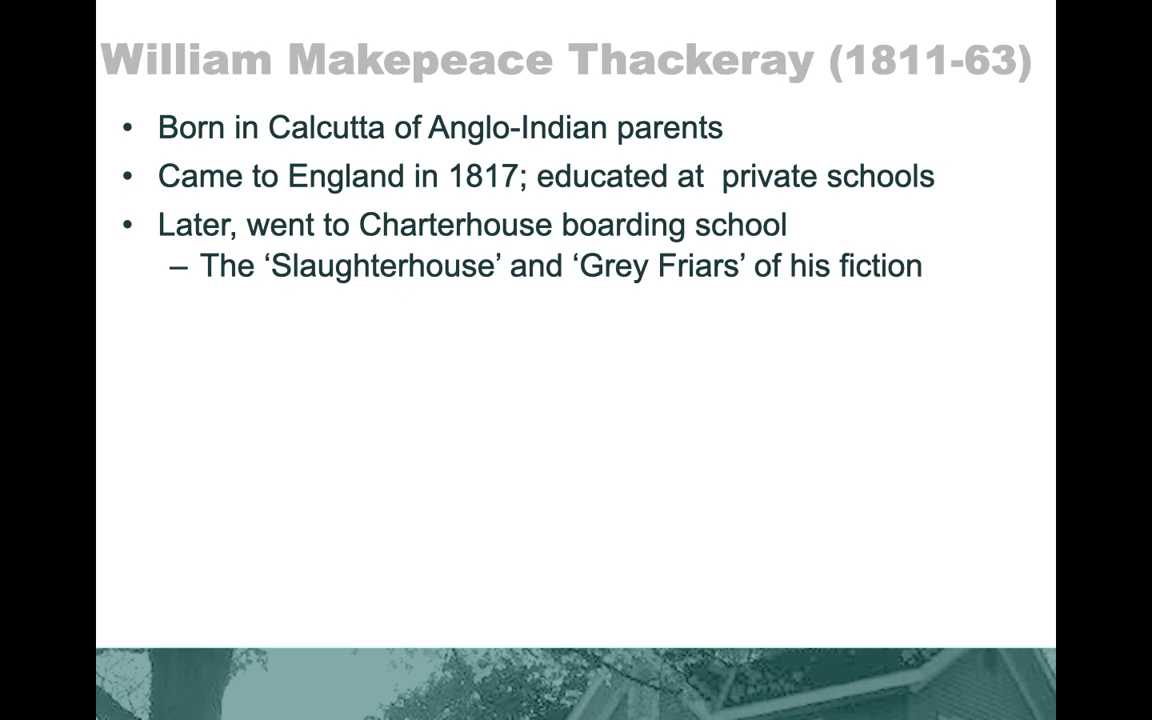 William Makepeace Thackeray (1811-63)
• Born in Calcutta of Anglo-Indian parents
• Came to England in 1817; educated at  private schools
• Later, went to Charterhouse boarding school
– The ‘Slaughterhouse’ and ‘Grey Friars’ of his fiction